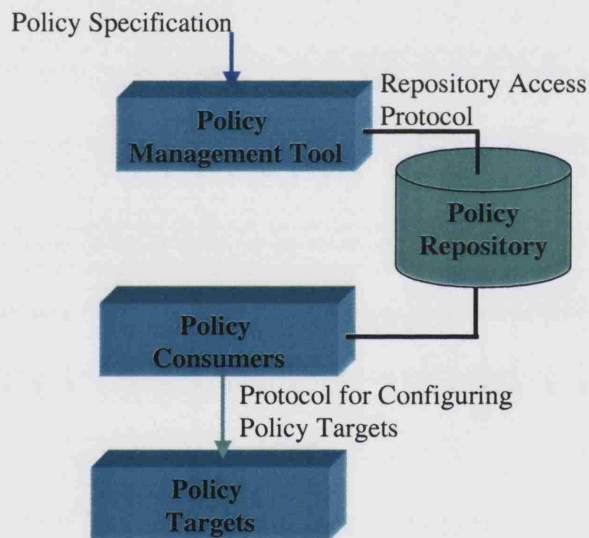 Policy Specification
Repository Access
Protocol
Policy
Management Tool
Policy
Repository
Policy
Consumers
Protocol for Configuring
Policy Targets
Policy
Targets